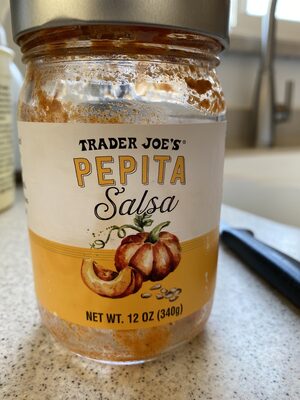 TRADER JOE'S®
PEPITA
Salsa
NET WT. 12 OZ (340g)